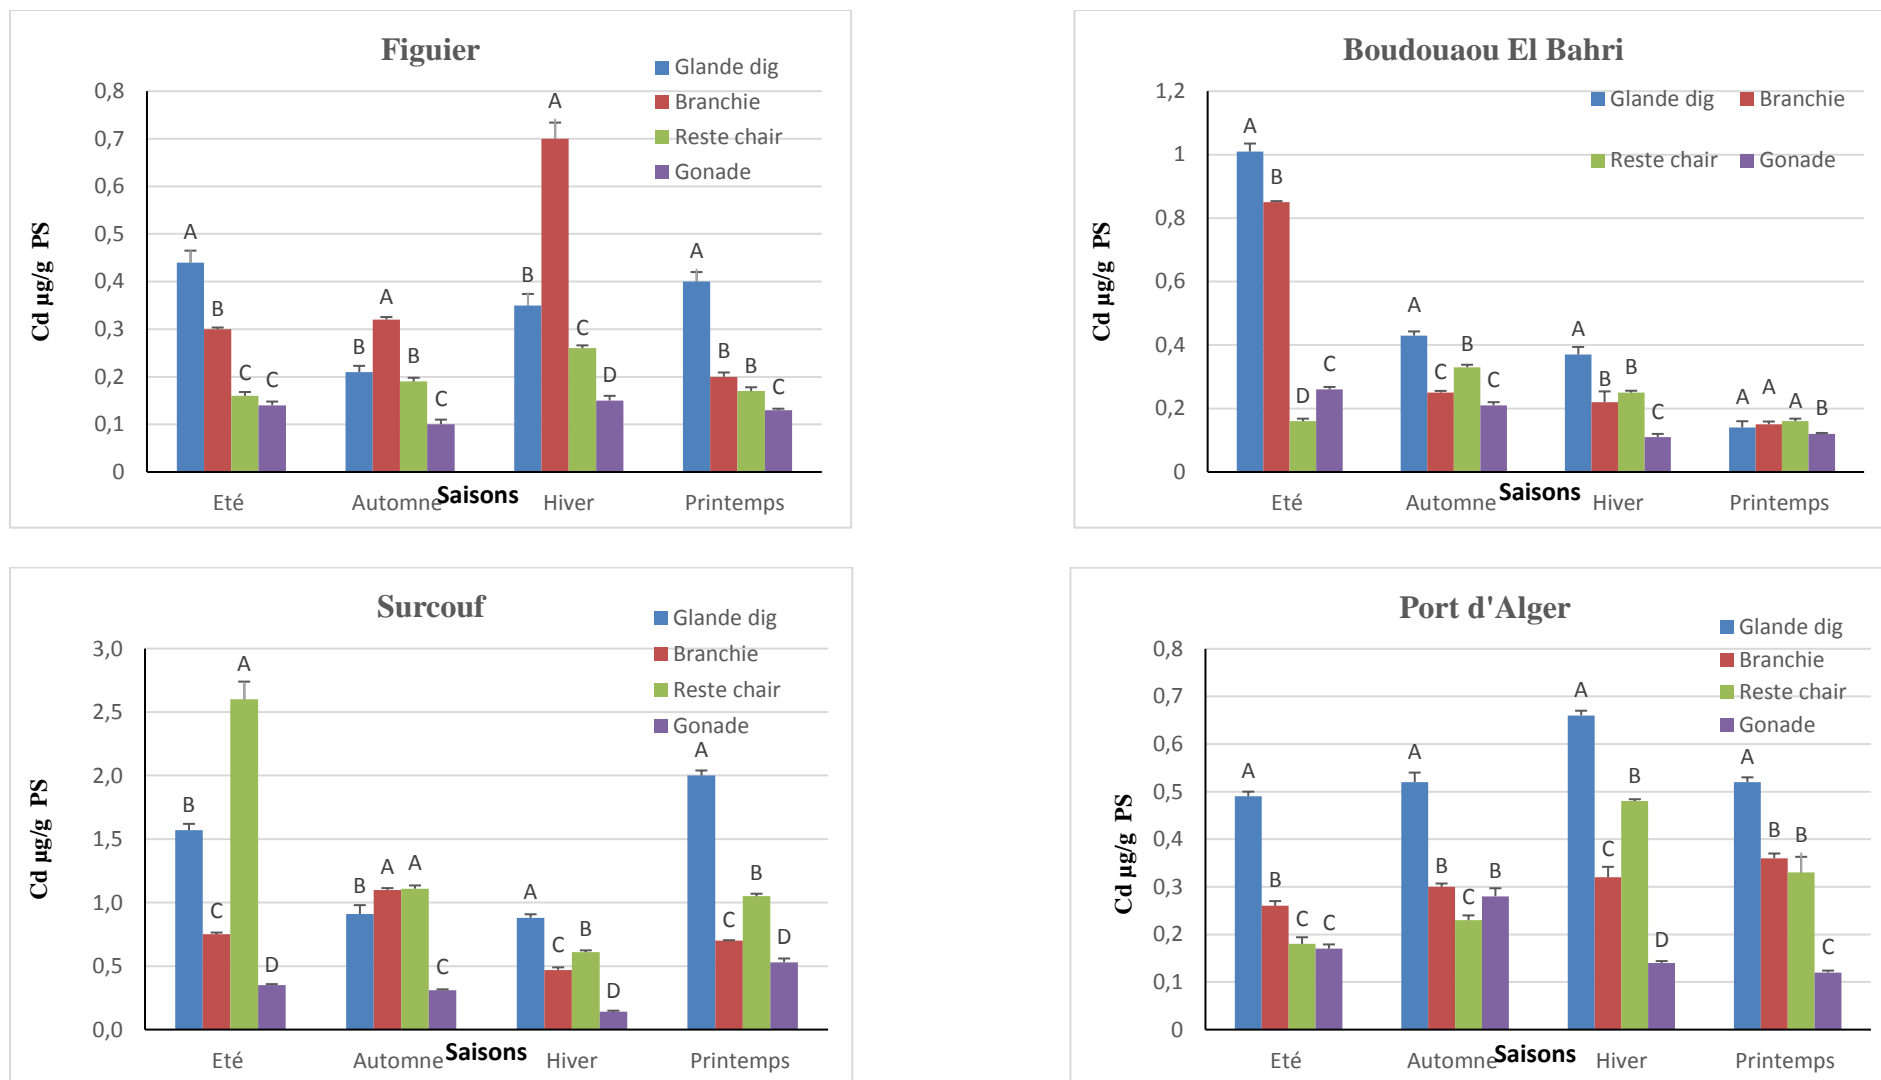 Figuier
Glande dig
Branchie
Reste chair
Gonade
Cd µg/g PS
0,8
0,7
0,6
0,5
0,4
0,3
0,2
0,1
0
A
B
C
C
B
A
B
C
B
A
C
D
A
B
B
C
Eté
Automne
Hiver
Printemps
Saisons
Boudouaou El Bahri
Glande dig
Branchie
Reste chair
Gonade
Cd µg/g PS
1,2
1
0,8
0,6
0,4
0,2
0
A
B
D
C
A
C
B
C
A
B
B
C
A
A
A
B
Eté
Automne
Hiver
Printemps
Saisons
Surcouf
Glande dig
Branchie
Reste chair
Gonade
Cd µg/g PS
3,0
2,5
2,0
1,5
1,0
0,5
0,0
B
C
A
D
B
A
A
C
A
C
B
D
A
C
B
D
Eté
Automne
Hiver
Printemps
Saisons
Port d'Alger
Glande dig
Branchie
Reste chair
Gonade
Cd µg/g PS
0,8
0,7
0,6
0,5
0,4
0,3
0,2
0,1
0
A
B
C
C
A
B
C
B
A
C
B
D
A
B
B
C
Eté
Automne
Hiver
Printemps
Saisons